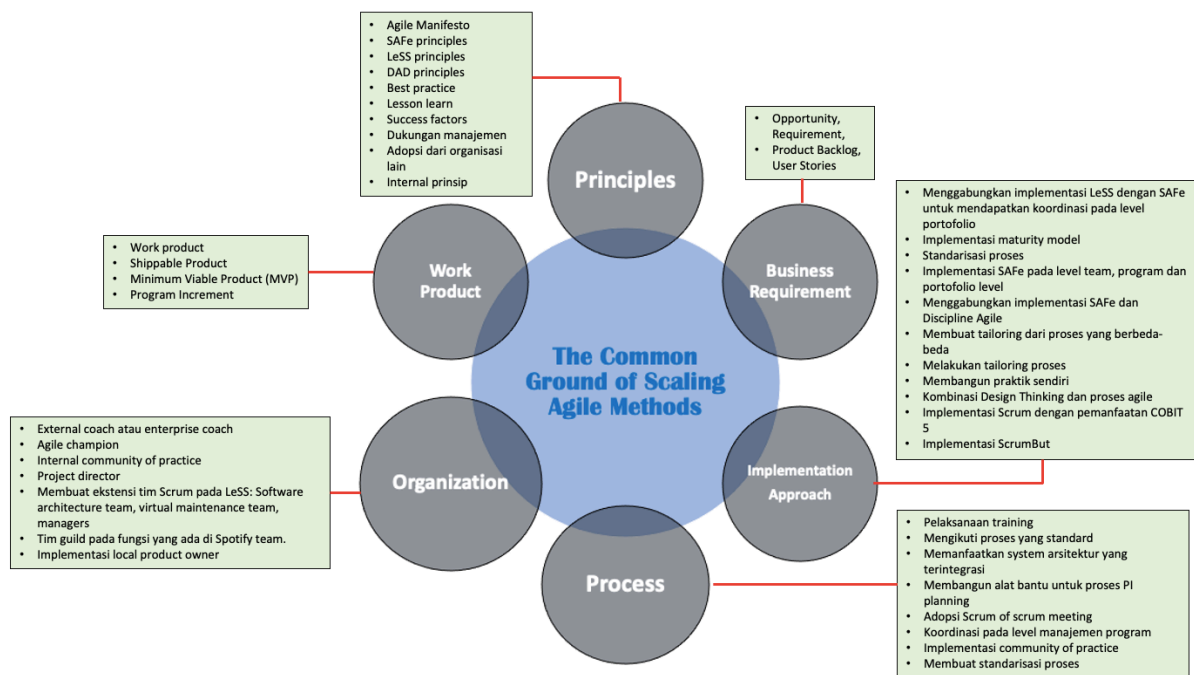 • Agile Manifesto
• SAFe principles
• LeSS principles
• DAD principles
• Best practice
• Lesson learn
• Success factors
• Dukungan manajemen
• Adopsi dari organisasi
lain
• Internal prinsip
Principles
• Opportunity,
Requirement,
• Product Backlog,
User Stories
Business
Requirement
• Menggabungkan implementasi LeSS dengan SAFe
untuk mendapatkan koordinasi pada level
portofolio
• Implementasi maturity model
• Standarisasi proses
• Implementasi SAFe pada level team, program dan
portofolio level
• Menggabungkan implementasi SAFe dan
Discipline Agile
• Membuat tailoring dari proses yang berbeda-
beda
• Melakukan tailoring proses
• Membangun praktik sendiri
• Kombinasi Design Thinking dan proses agile
• Implementasi Scrum dengan pemanfaatan COBIT
5
• Implementasi ScrumBut
Implementation
Approach
• Work product
• Shippable Product
• Minimum Viable Product (MVP)
• Program Increment
Work
Product
The Common
Ground of Scaling
Agile Methods
• External coach atau enterprise coach
• Agile champion
• Internal community of practice
• Project director
• Membuat ekstensi tim Scrum pada LeSS: Software
architecture team, virtual maintenance team,
managers
• Tim guild pada fungsi yang ada di Spotify team.
• Implementasi local product owner
Organization
Process
• Pelaksanaan training
• Mengikuti proses yang standard
• Memanfaatkan system arsitektur yang
terintegrasi
• Membangun alat bantu untuk proses PI
planning
• Adopsi Scrum of scrum meeting
• Koordinasi pada level manajemen program
• Implementasi community of practice
• Membuat standarisasi proses